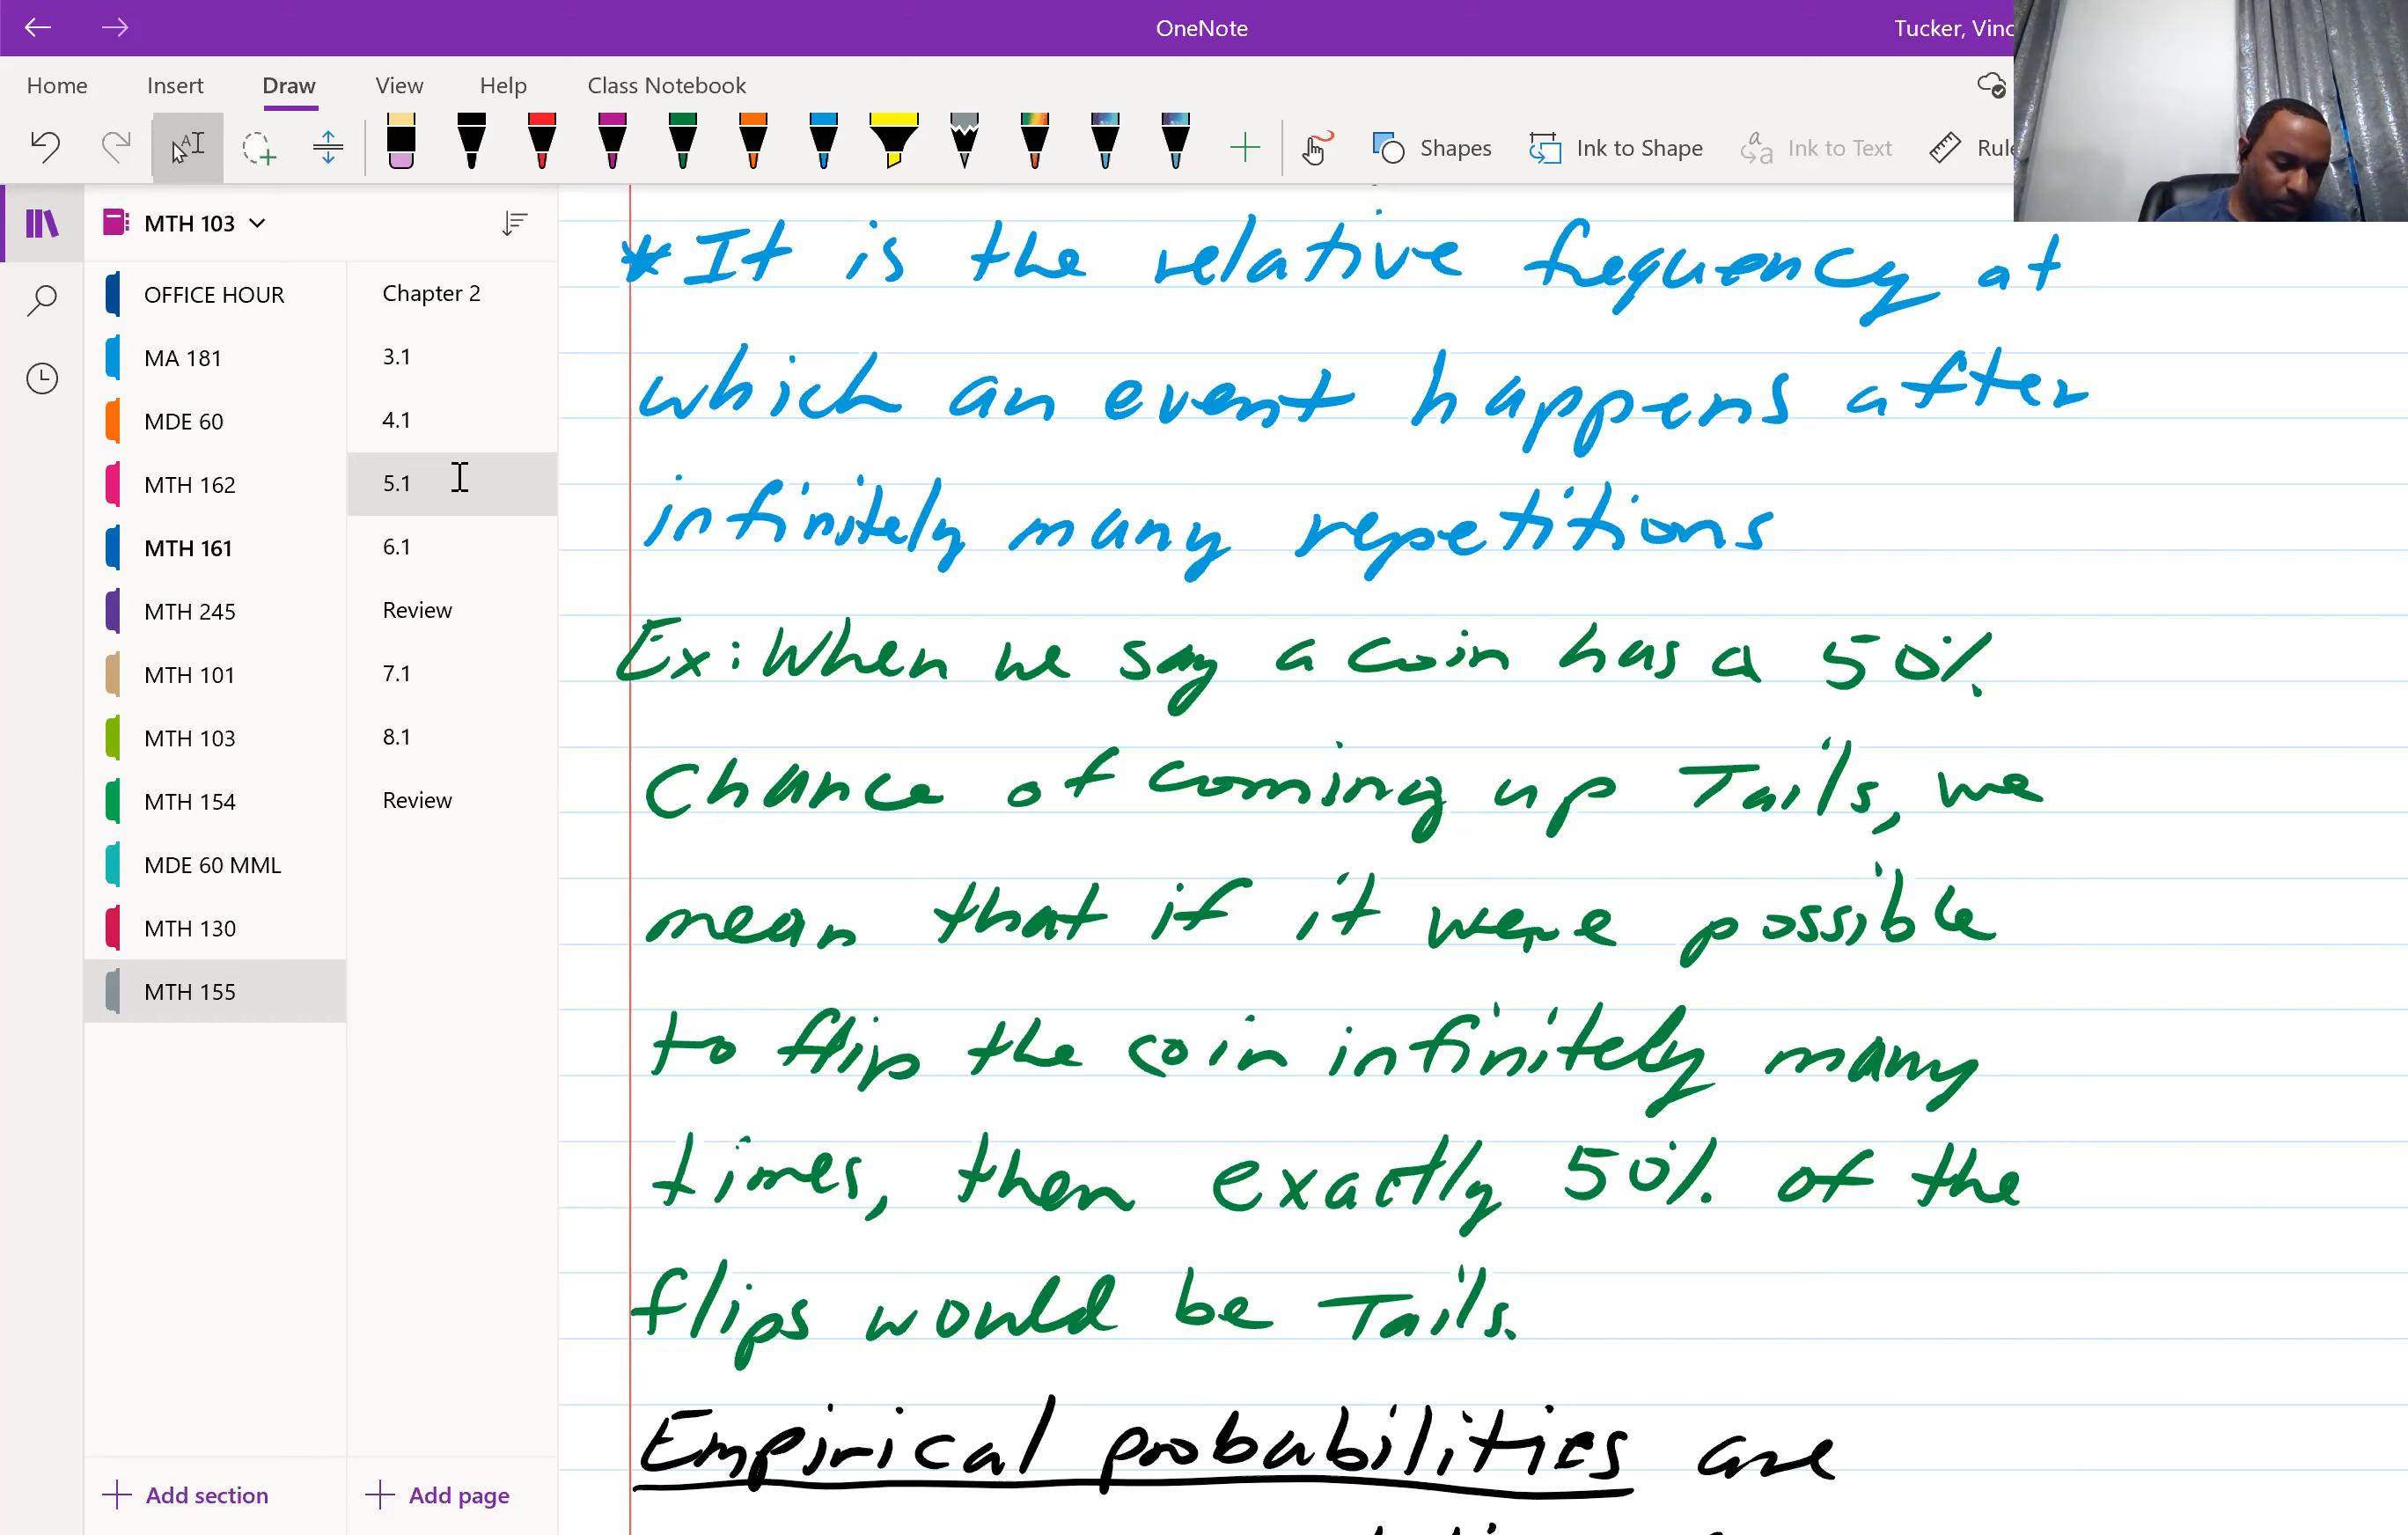 OneNote
Tucker, Vinc
Home Insert Draw View Help Class Notebook
Shapes Ink to Shape Ink to Text Rule
MTH 103
OFFICE HOUR
MA 181
MDE 60
MTH 162
MTH 161
MTH 245
MTH 101
MTH 103
MTH 154
MDE 60 MML
MTH 130
MTH 155
Add section
Chapter 2
3.1
4.1
5.1
6.1
Review
7.1
8.1
Review
Add page
*It is the relative frequency at
which an event happens after
infinitely many repetitions
Ex: When we say a coin has a 50%
Chance of coming up Tails, we
mean that if it were possible
to flip the coin infinitely many
times, then exactly 50% of the
flips would be Tails.
Empirical probabilities are